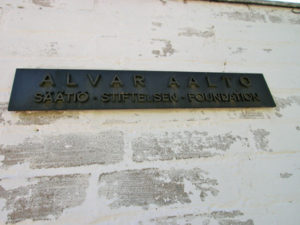 ALVAR AALTO
SÄÄTIÖ - STIFTELSEN - FOUNDATION